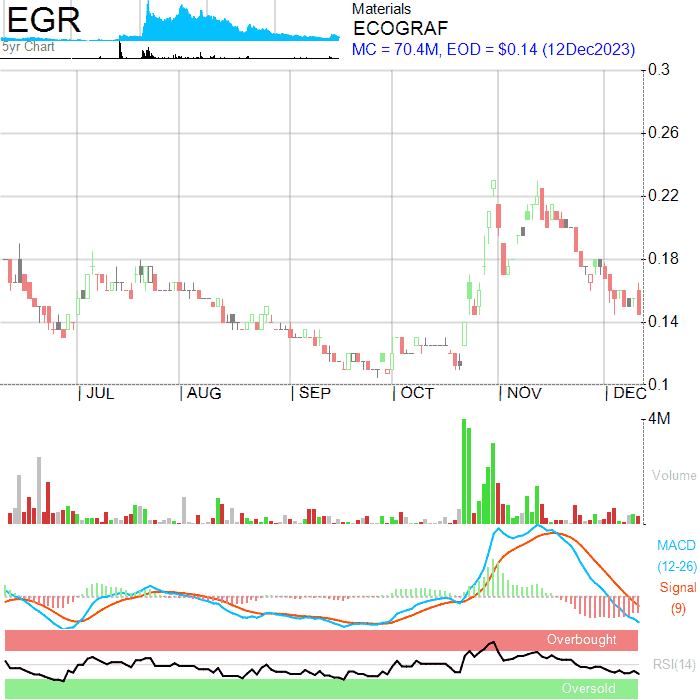 EGR
5yr Chart
Materials
ECOGRAF
MC = 70.4M, EOD = $0.14 (12Dec2023)
0.3
0.26
0.22
0.18
0.14
0.1
| JUL | AUG | SEP | OCT | NOV | DEC
4M
Volume
MACD
(12-26)
Signal
(9)
Overbought
RSI(14)
Oversold